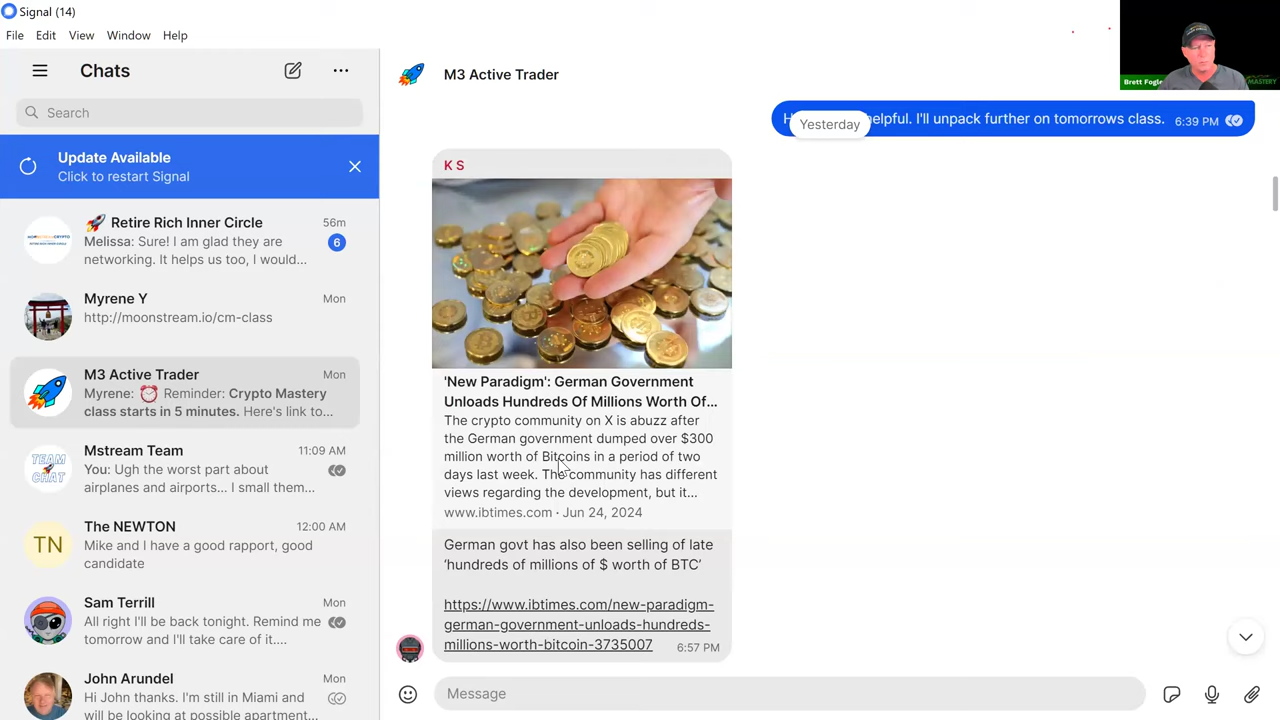 Signal (14)
File Edit View Window Help
Chats
Search
Update Available
Click to restart Signal
Retire Rich Inner Circle 56m
Melissa: Sure! I am glad they are 6
networking. It helps us too, I would...
Myrene Y Mon
http://moonstream.io/cm-class
M3 Active Trader Mon
Myrene: Reminder: Crypto Mastery
class starts in 5 minutes. Here's link to...
Mstream Team 11:09 AM
You: Ugh the worst part about
airplanes and airports... I small them...
TEAM
CHAT
The NEWTON 12:00 AM
TN
Mike and I have a good rapport, good
candidate
Sam Terrill Mon
All right I'll be back tonight. Remind me
tomorrow and I'll take care of it....
John Arundel Mon
Hi John thanks. I'm still in Miami and
will be looking at possible apartment...
M3 Active Trader
Brett Fogle
MASTERY
Yesterday
helpful. I'll unpack further on tomorrows class. 6:39 PM
K S
'New Paradigm': German Government
Unloads Hundreds Of Millions Worth Of...
The crypto community on X is abuzz after
the German government dumped over $300
million worth of Bitcoins in a period of two
days last week. The community has different
views regarding the development, but it...
www.ibtimes.com · Jun 24, 2024
German govt has also been selling of late
‘hundreds of millions of $ worth of BTC’
https://www.ibtimes.com/new-paradigm-
german-government-unloads-hundreds-
millions-worth-bitcoin-3735007 6:57 PM
Message